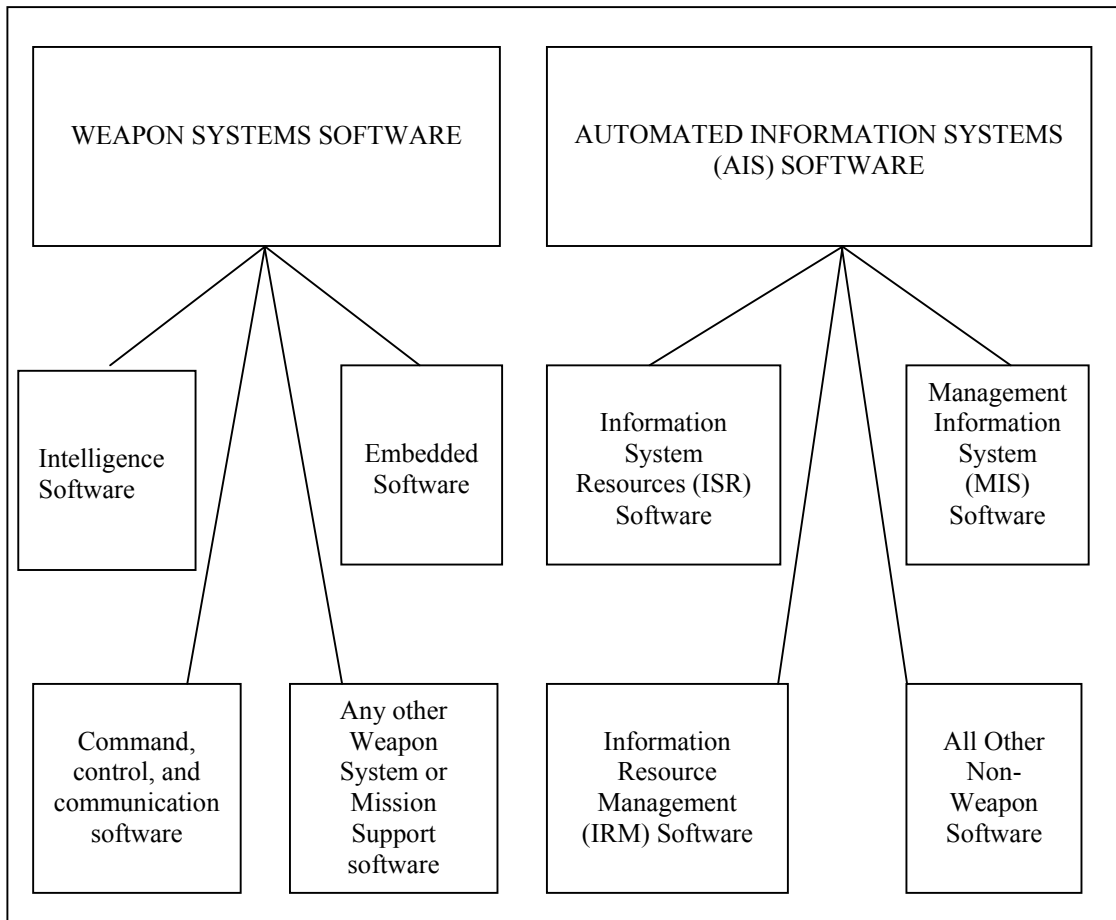 WEAPON SYSTEMS SOFTWARE
AUTOMATED INFORMATION SYSTEMS
(AIS) SOFTWARE
Intelligence
Software
Embedded
Software
Information
System
Resources (ISR)
Software
Management
Information
System
(MIS)
Software
Command,
control, and
communication
software
Any other
Weapon
System or
Mission
Support
software
Information
Resource
Management
(IRM) Software
All Other
Non-
Weapon
Software